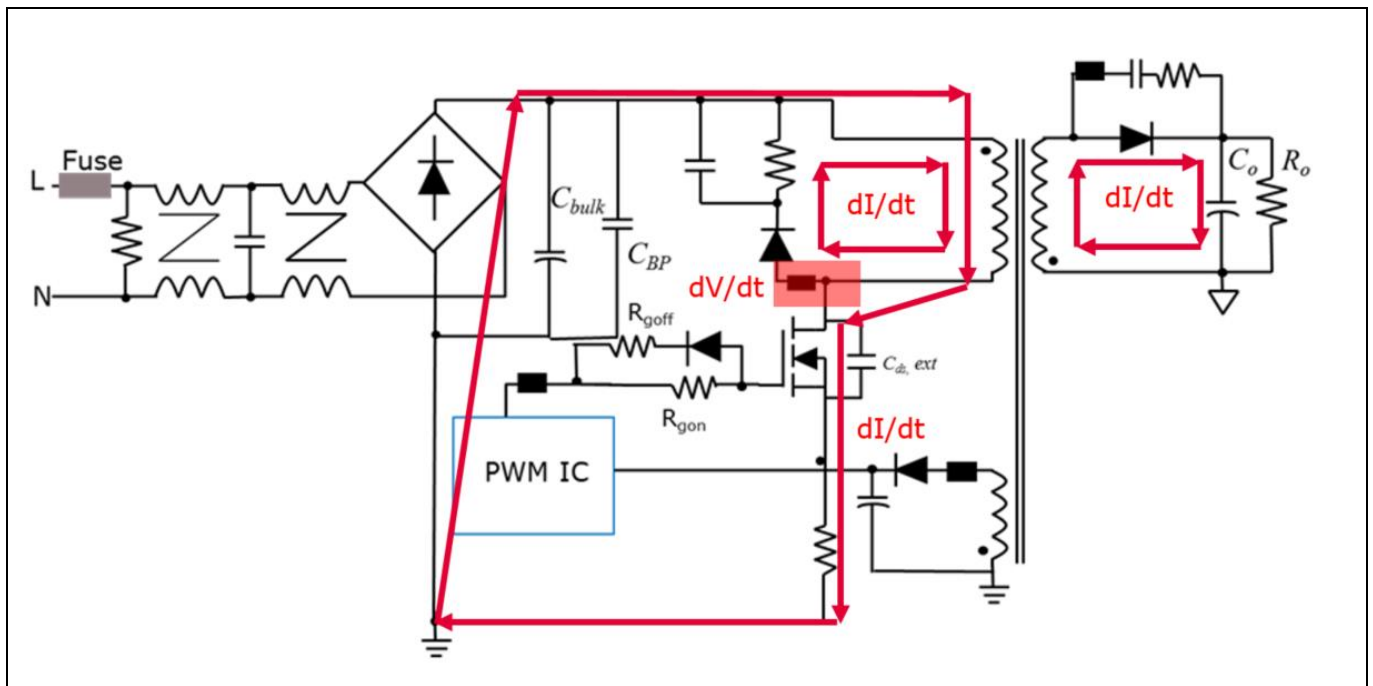 Fuse
L
N
C_bulk
C_BP
dI/dt
dV/dt
R_goff
R_gon
C_ds, ext
dI/dt
PWM IC
dI/dt
C_o
R_o